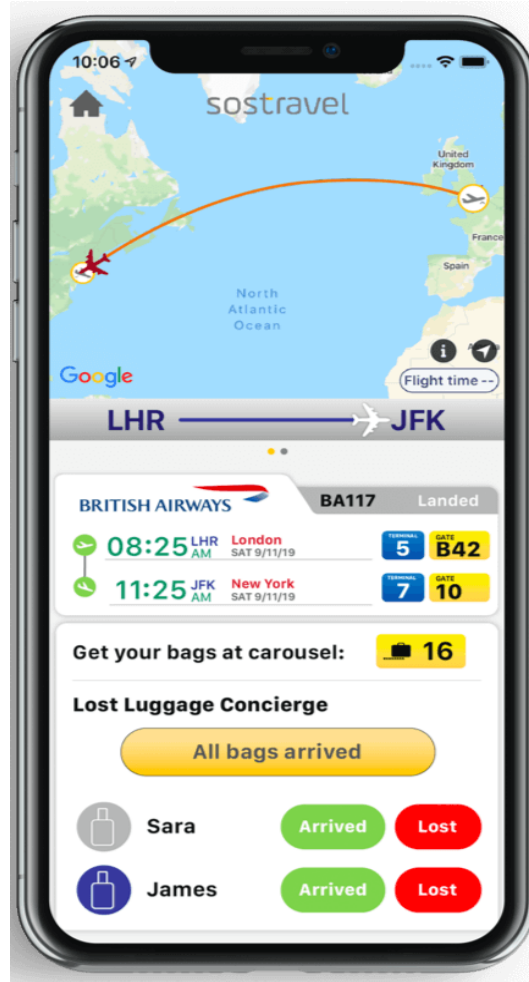 10:06
sostravel
United
Kingdom
France
Spain
North
Atlantic
Ocean
Google
Flight time --
LHR JFK
BRITISH AIRWAYS BA117 Landed
08:25 AM LHR London SAT 9/11/19 TERMINAL 5 GATE B42
11:25 AM JFK New York SAT 9/11/19 TERMINAL 7 GATE 10
Get your bags at carousel: 16
Lost Luggage Concierge
All bags arrived
Sara Arrived Lost
James Arrived Lost